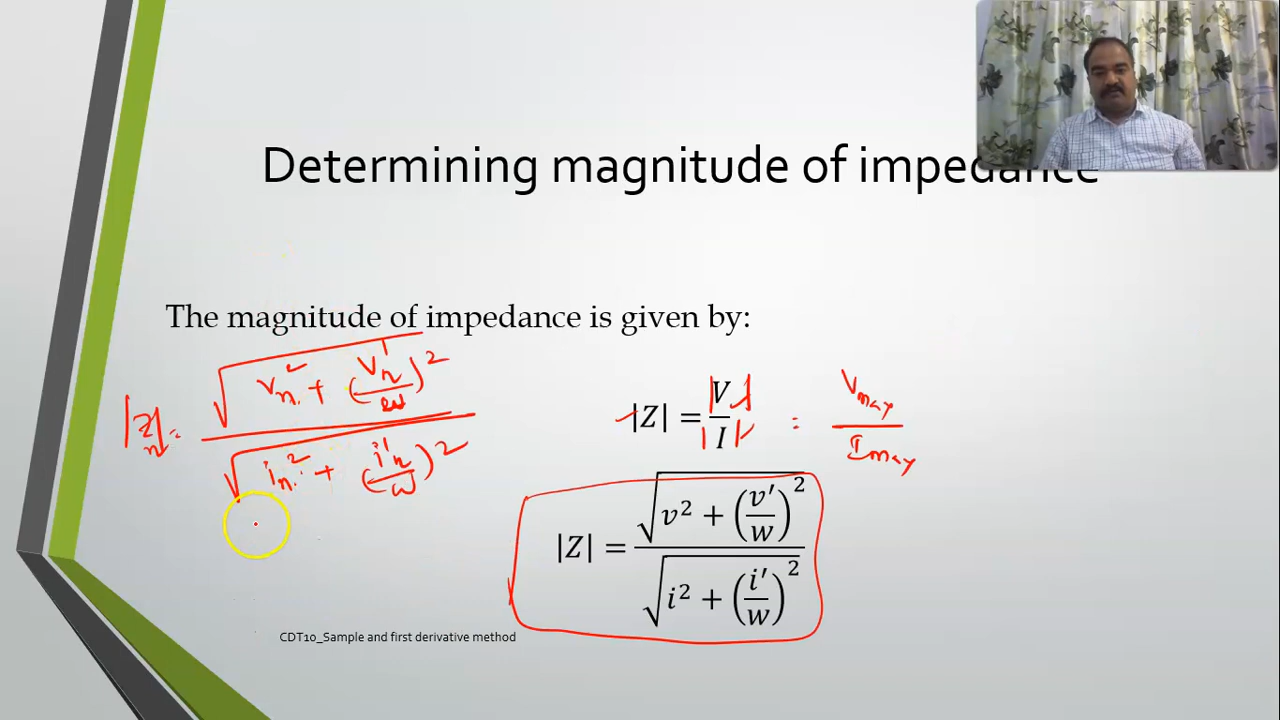 Determining magnitude of impedance
The magnitude of impedance is given by:
|Z|ₙ = √(vₙ² + (v'ₙ/w)²) / √(iₙ² + (i'ₙ/w)²)
|Z| = V/I = Vmax/Imax
|Z| = √(v² + (v'/w)²) / √(i² + (i'/w)²)
CDT10_Sample and first derivative method